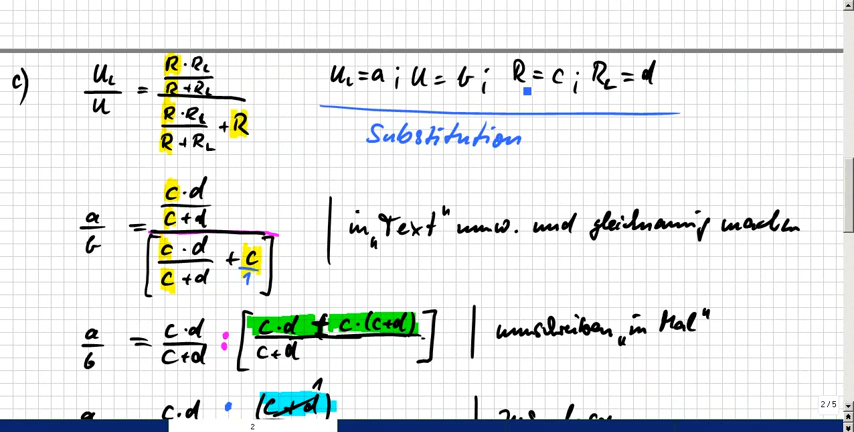 c) U_L/U = (R·R_L/(R+R_L)) / (R·R_L/(R+R_L) + R)
U_L=a ; U=b ; R=c ; R_L=d
Substitution
a/b = (c·d/(c+d)) / [c·d/(c+d) + c/1] | in „Text“ umw. und gleichnamig machen
a/b = c·d/(c+d) : [(c·d + c·(c+d))/(c+d)] | umschreiben „in Mal“
a c·d · (c+d) 1 |
2/5
2